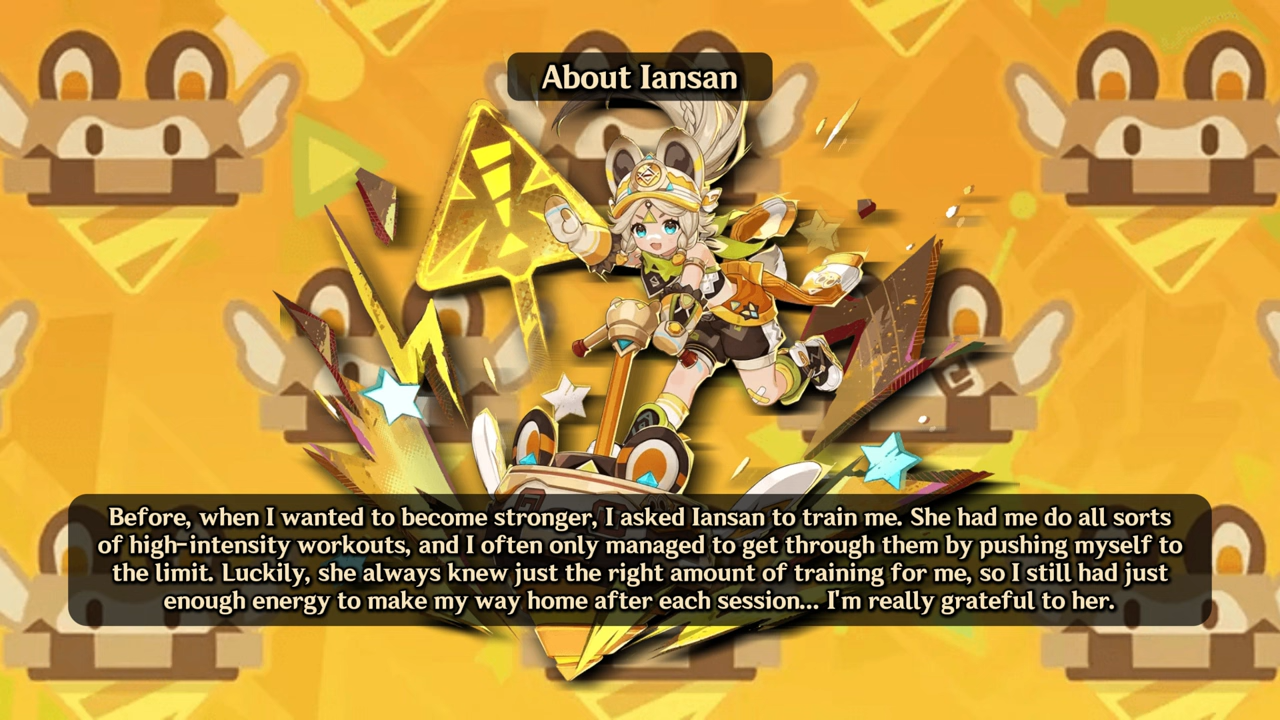 About Iansan
Before, when I wanted to become stronger, I asked Iansan to train me. She had me do all sorts
of high-intensity workouts, and I often only managed to get through them by pushing myself to
the limit. Luckily, she always knew just the right amount of training for me, so I still had just
enough energy to make my way home after each session... I'm really grateful to her.